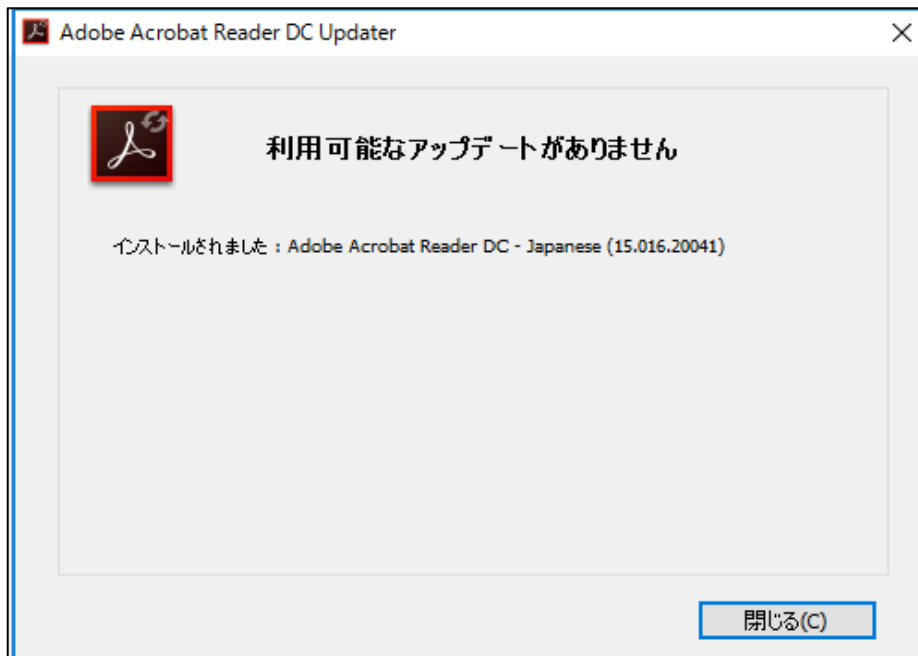 Adobe Acrobat Reader DC Updater
利用可能なアップデートがありません
インストールされました : Adobe Acrobat Reader DC - Japanese (15.016.20041)
閉じる(C)